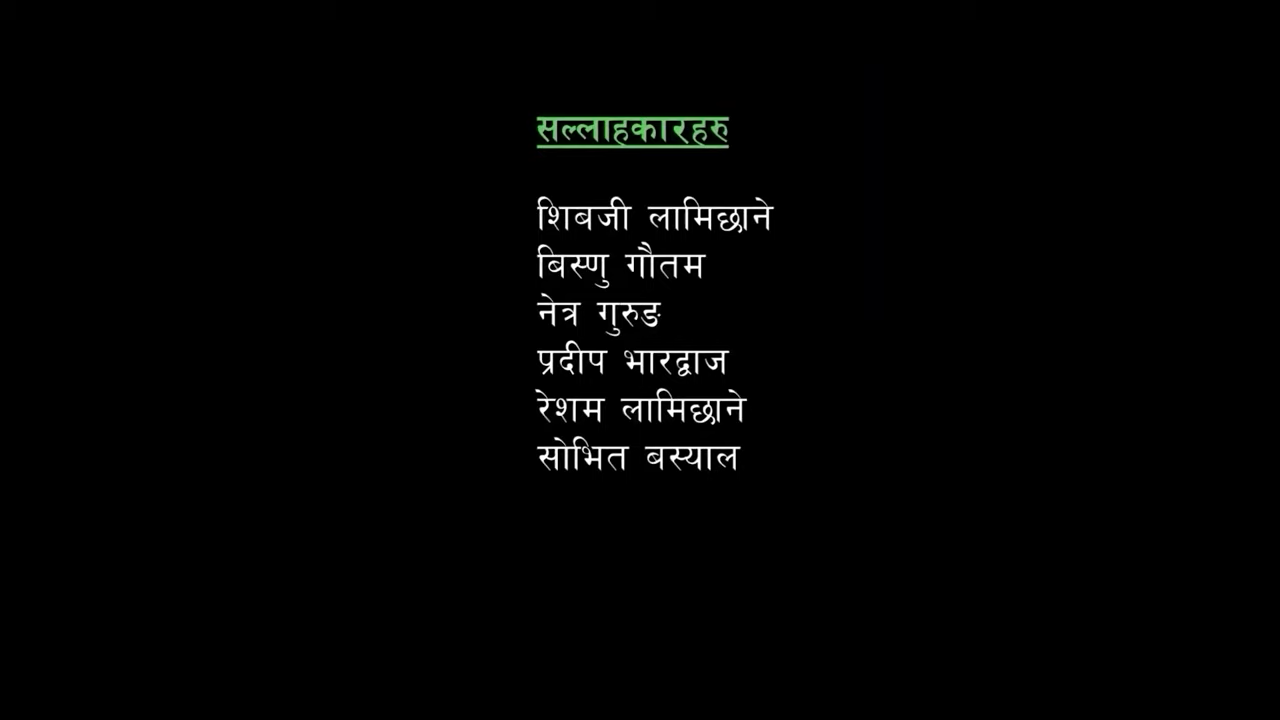 सल्लाहकारहरु
शिबजी लामिछाने
बिस्णु गौतम
नेत्र गुरुङ
प्रदीप भारद्वाज
रेशम लामिछाने
सोभित बस्याल